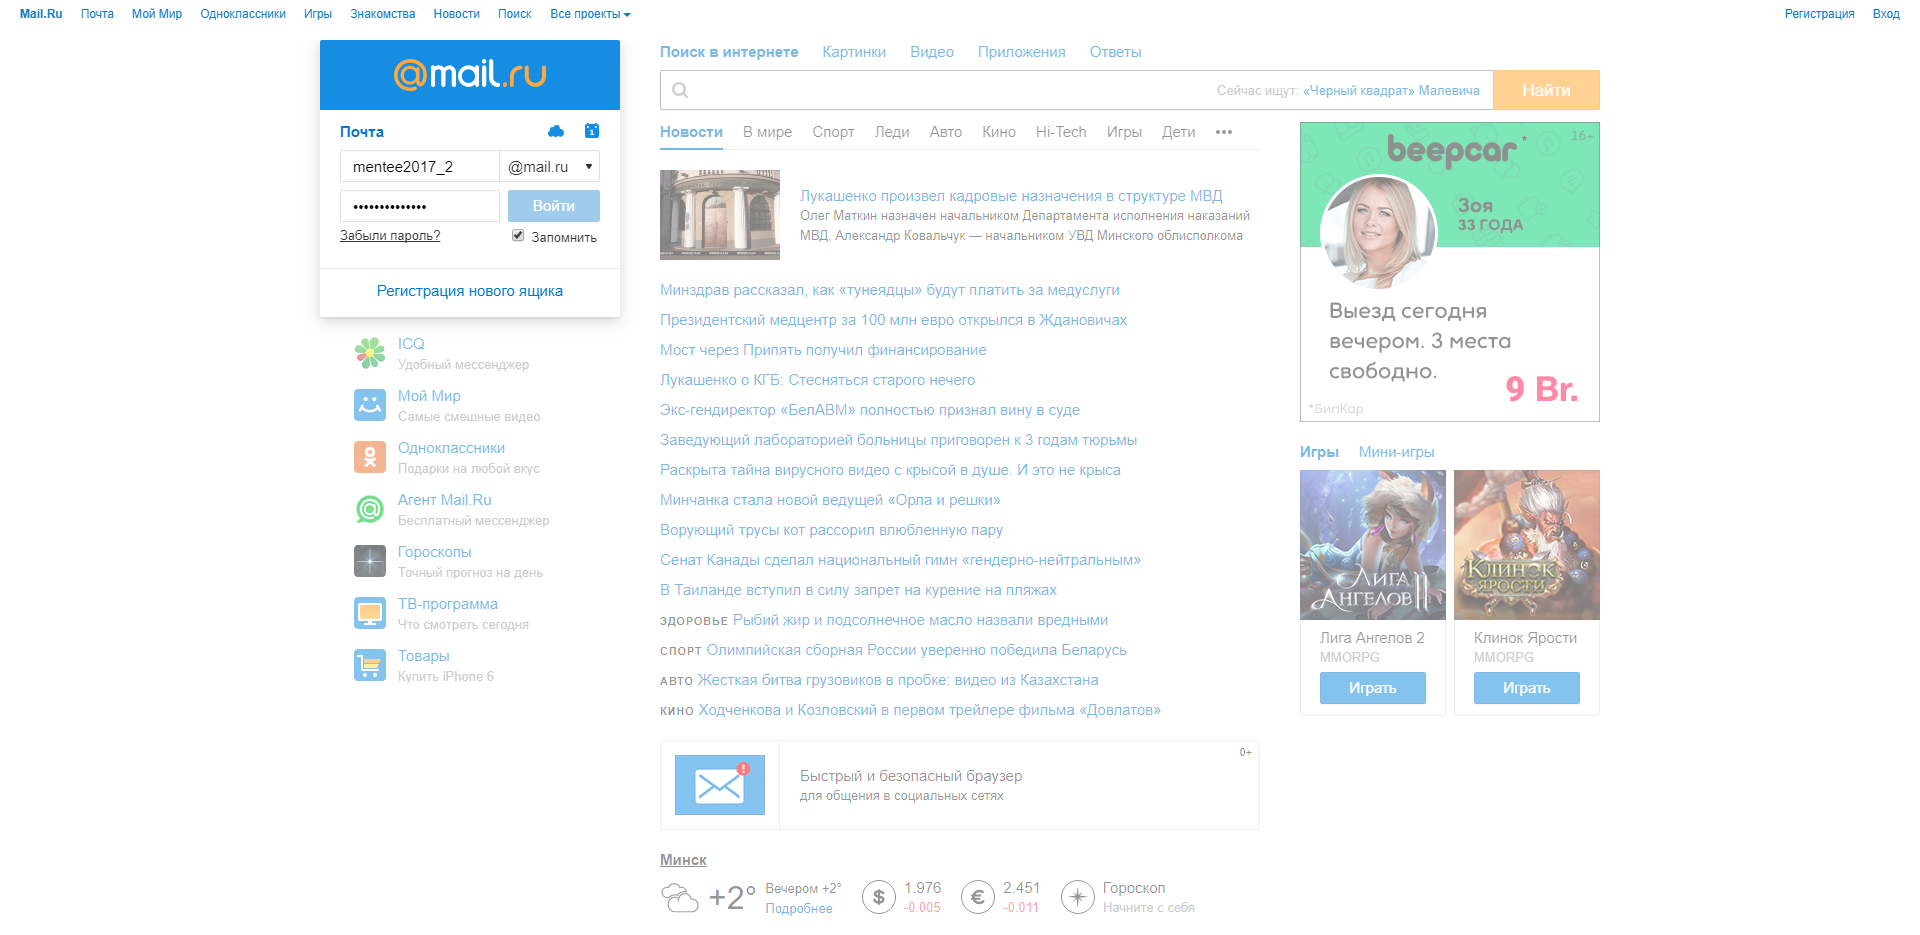 Mail.Ru Почта Мой Мир Одноклассники Игры Знакомства Новости Поиск Все проекты Регистрация Вход
@mail.ru
Почта
1
mentee2017_2 @mail.ru
•••••••••••••• Войти
Забыли пароль? Запомнить
Регистрация нового ящика
ICQ
Удобный мессенджер
Мой Мир
Самые смешные видео
Одноклассники
Подарки на любой вкус
Агент Mail.Ru
Бесплатный мессенджер
Гороскопы
Точный прогноз на день
ТВ-программа
Что смотреть сегодня
Товары
Купить iPhone 6
Поиск в интернете Картинки Видео Приложения Ответы
Сейчас ищут: «Черный квадрат» Малевича Найти
Новости В мире Спорт Леди Авто Кино Hi-Tech Игры Дети •••
Лукашенко произвел кадровые назначения в структуре МВД
Олег Маткин назначен начальником Департамента исполнения наказаний
МВД, Александр Ковальчук — начальником УВД Минского облисполкома
Минздрав рассказал, как «тунеядцы» будут платить за медуслуги
Президентский медцентр за 100 млн евро открылся в Ждановичах
Мост через Припять получил финансирование
Лукашенко о КГБ: Стесняться старого нечего
Экс-гендиректор «БелАВМ» полностью признал вину в суде
Заведующий лабораторией больницы приговорен к 3 годам тюрьмы
Раскрыта тайна вирусного видео с крысой в душе. И это не крыса
Минчанка стала новой ведущей «Орла и решки»
Ворующий трусы кот рассорил влюбленную пару
Сенат Канады сделал национальный гимн «гендерно-нейтральным»
В Таиланде вступил в силу запрет на курение на пляжах
ЗДОРОВЬЕ Рыбий жир и подсолнечное масло назвали вредными
СПОРТ Олимпийская сборная России уверенно победила Беларусь
АВТО Жесткая битва грузовиков в пробке: видео из Казахстана
КИНО Ходченкова и Козловский в первом трейлере фильма «Довлатов»
0+
Быстрый и безопасный браузер
для общения в социальных сетях
Минск
+2° Вечером +2° $ 1.976 € 2.451 Гороскоп
Подробнее -0.005 -0.011 Начните с себя
16+
beepcar*
Зоя
33 ГОДА
Выезд сегодня
вечером. 3 места
свободно.
9 Br.
*БипКар
Игры Мини-игры
ЛИГА
АНГЕЛОВ II
КЛИНОК
ЯРОСТИ
Лига Ангелов 2
MMORPG
Играть
Клинок Ярости
MMORPG
Играть